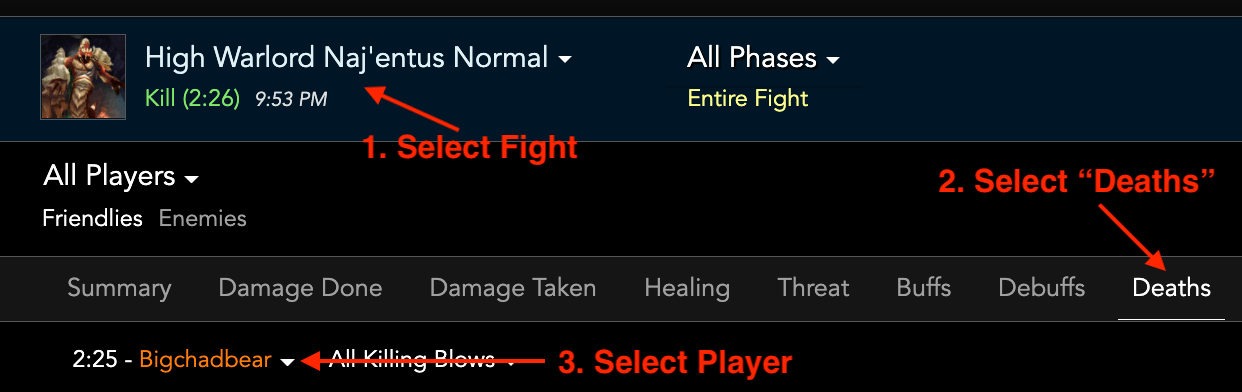 High Warlord Naj'entus Normal
All Phases
Kill (2:26) 9:53 PM
Entire Fight
1. Select Fight
All Players
2. Select “Deaths”
Friendlies Enemies
Summary Damage Done Damage Taken Healing Threat Buffs Debuffs Deaths
2:25 - Bigchadbear All Killing Blows 3. Select Player